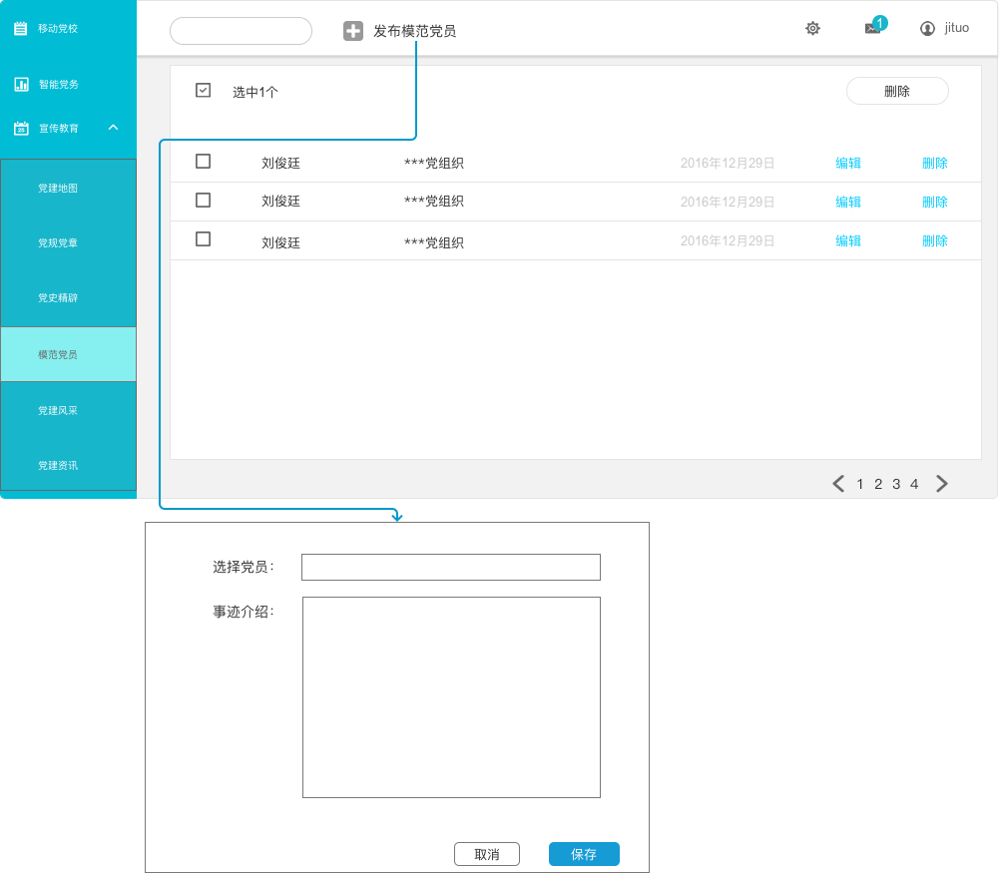 移动党校
智能党务
宣传教育
党建地图
党规党章
党史精辟
模范党员
党建风采
党建资讯
发布模范党员
1
jituo
选中1个
删除
刘俊廷 ***党组织 2016年12月29日 编辑 删除
刘俊廷 ***党组织 2016年12月29日 编辑 删除
刘俊廷 ***党组织 2016年12月29日 编辑 删除
1 2 3 4
选择党员：
事迹介绍：
取消 保存